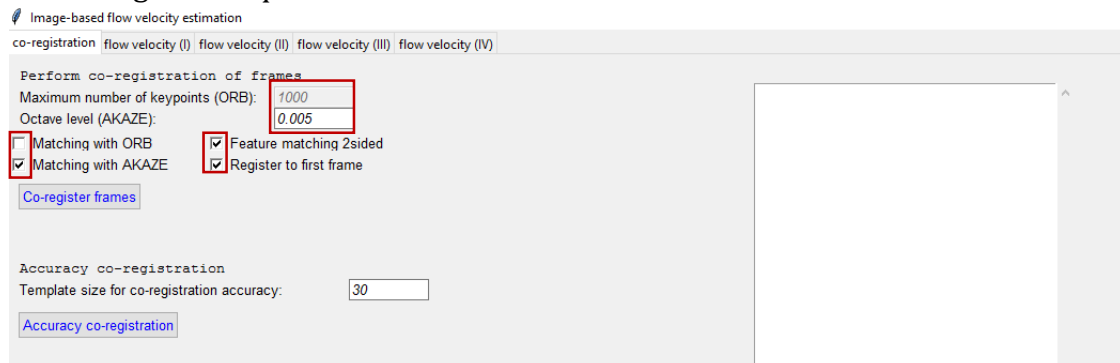 Image-based flow velocity estimation
co-registration flow velocity (I) flow velocity (II) flow velocity (III) flow velocity (IV)
Perform co-registration of frames
Maximum number of keypoints (ORB): 1000
Octave level (AKAZE): 0.005
Matching with ORB Feature matching 2sided
Matching with AKAZE Register to first frame
Co-register frames
Accuracy co-registration
Template size for co-registration accuracy: 30
Accuracy co-registration